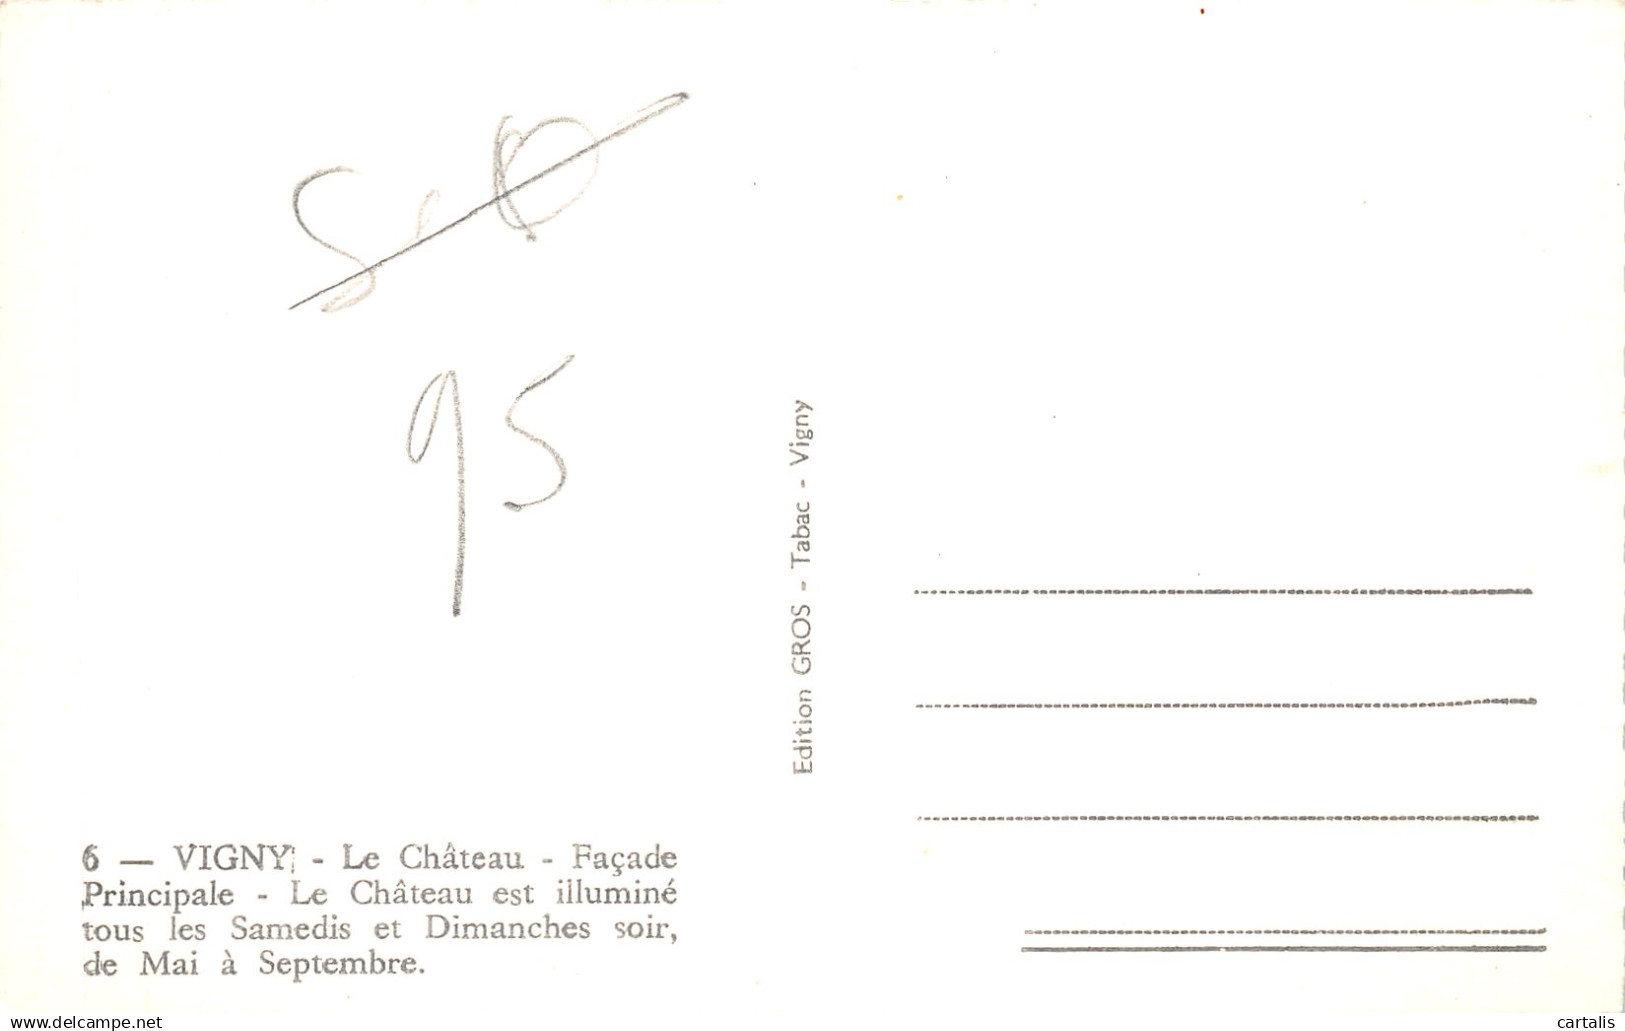 95
Edition GROS - Tabac - Vigny
6 — VIGNY - Le Château - Façade
Principale - Le Château est illuminé
tous les Samedis et Dimanches soir,
de Mai à Septembre.
www.delcampe.net
cartalis